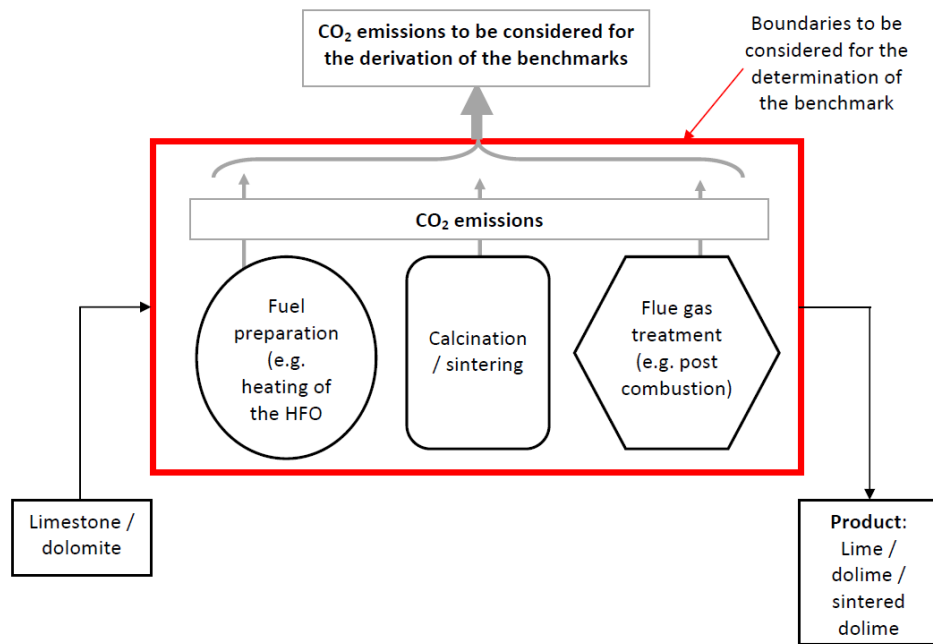 CO₂ emissions to be considered for
the derivation of the benchmarks
Boundaries to be
considered for the
determination of
the benchmark
CO₂ emissions
Fuel
preparation
(e.g.
heating of
the HFO
Calcination
/ sintering
Flue gas
treatment
(e.g. post
combustion)
Limestone /
dolomite
Product:
Lime /
dolime /
sintered
dolime